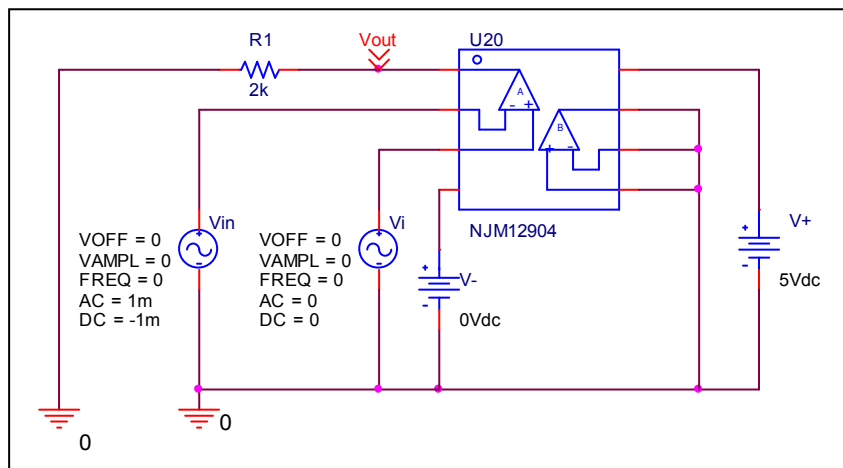 R1
Vout
U20
2k
A
- +
B
+ -
Vin
Vi
V+
VOFF = 0
VAMPL = 0
FREQ = 0
AC = 1m
DC = -1m
VOFF = 0
VAMPL = 0
FREQ = 0
AC = 0
DC = 0
NJM12904
V-
0Vdc
5Vdc
0
0